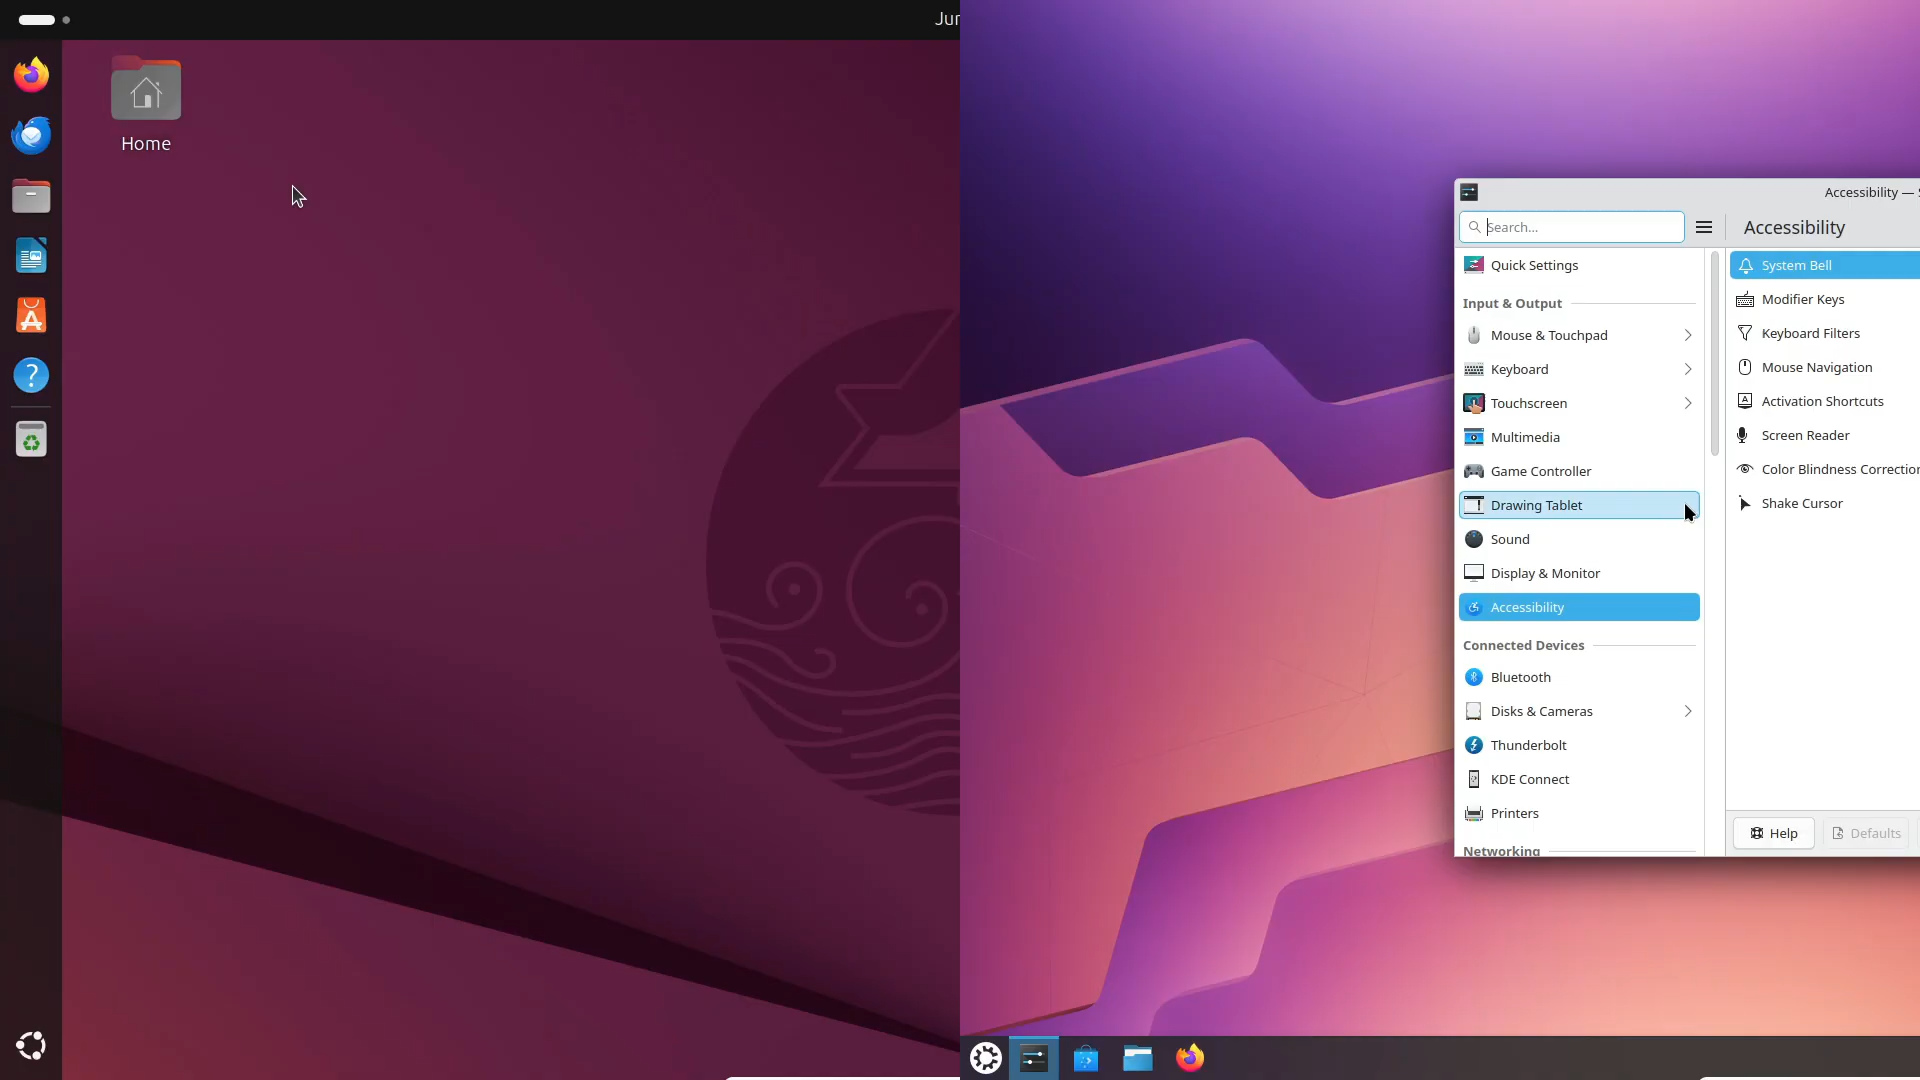 Jun
Home
Accessibility — S
Search...
Accessibility
Quick Settings
Input & Output
Mouse & Touchpad
Keyboard
Touchscreen
Multimedia
Game Controller
Drawing Tablet
Sound
Display & Monitor
Accessibility
Connected Devices
Bluetooth
Disks & Cameras
Thunderbolt
KDE Connect
Printers
Networking
System Bell
Modifier Keys
Keyboard Filters
Mouse Navigation
Activation Shortcuts
Screen Reader
Color Blindness Correction
Shake Cursor
Help
Defaults